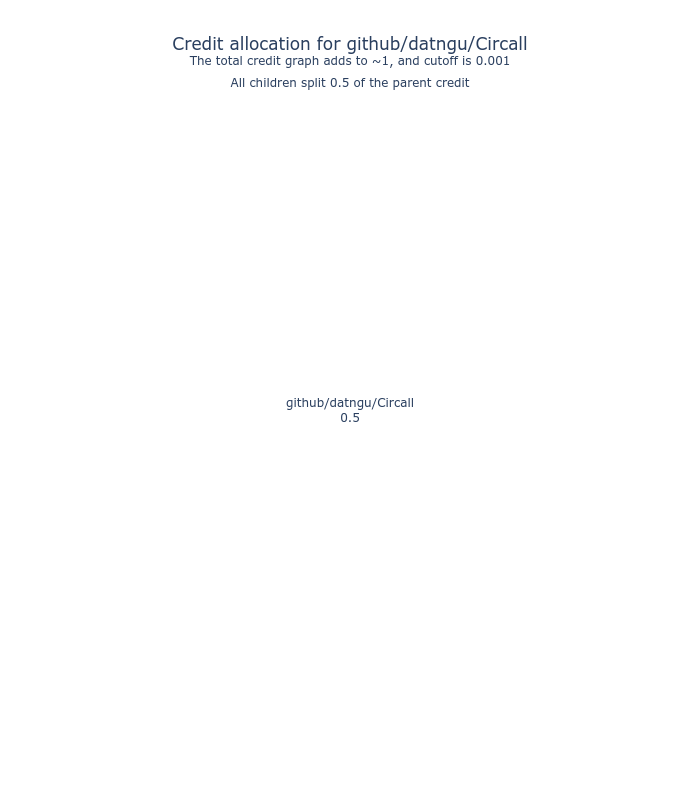 Credit allocation for github/datngu/Circall
The total credit graph adds to ~1, and cutoff is 0.001
All children split 0.5 of the parent credit
github/datngu/Circall
0.5